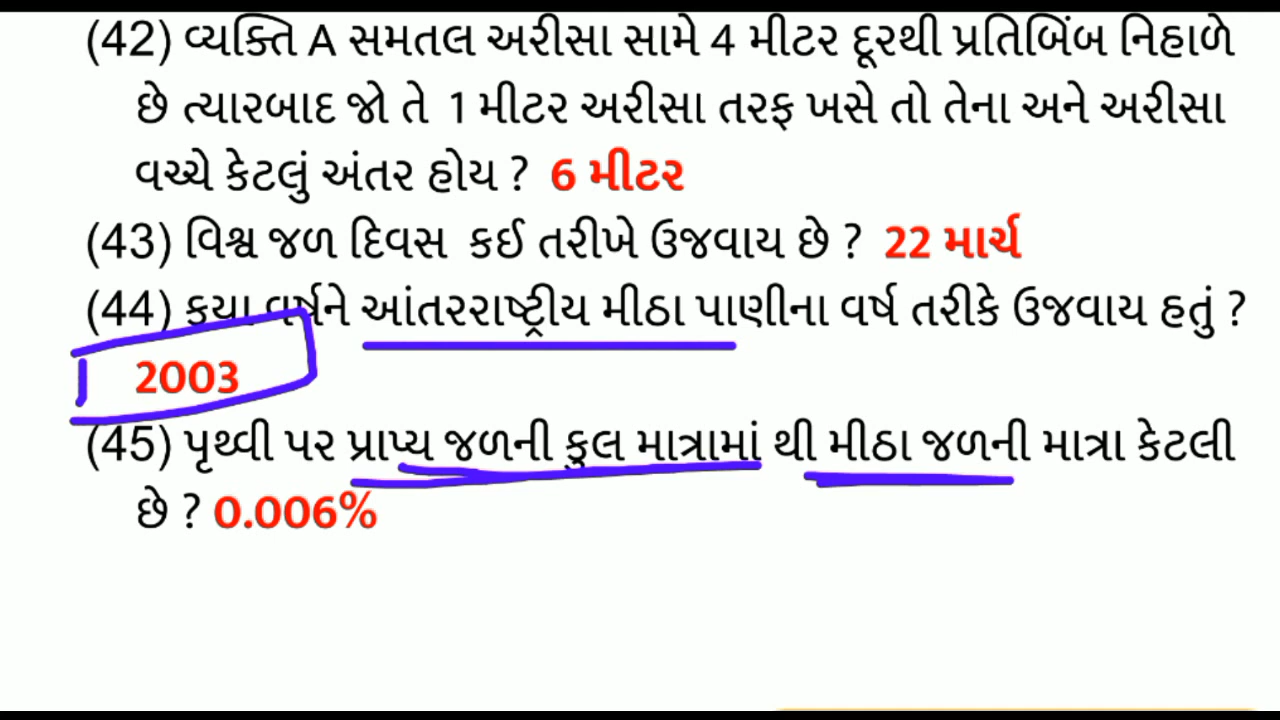 (42) વ્યક્તિ A સમતલ અરીસા સામે 4 મીટર દૂરથી પ્રતિબિંબ નિહાળે
છે ત્યારબાદ જો તે 1 મીટર અરીસા તરફ ખસે તો તેના અને અરીસા
વચ્ચે કેટલું અંતર હોય ? 6 મીટર
(43) વિશ્વ જળ દિવસ કઈ તરીખે ઉજવાય છે ? 22 માર્ચ
(44) કયા વર્ષને આંતરરાષ્ટ્રીય મીઠા પાણીના વર્ષ તરીકે ઉજવાય હતું ?
2003
(45) પૃથ્વી પર પ્રાપ્ય જળની કુલ માત્રામાં થી મીઠા જળની માત્રા કેટલી
છે ? 0.006%